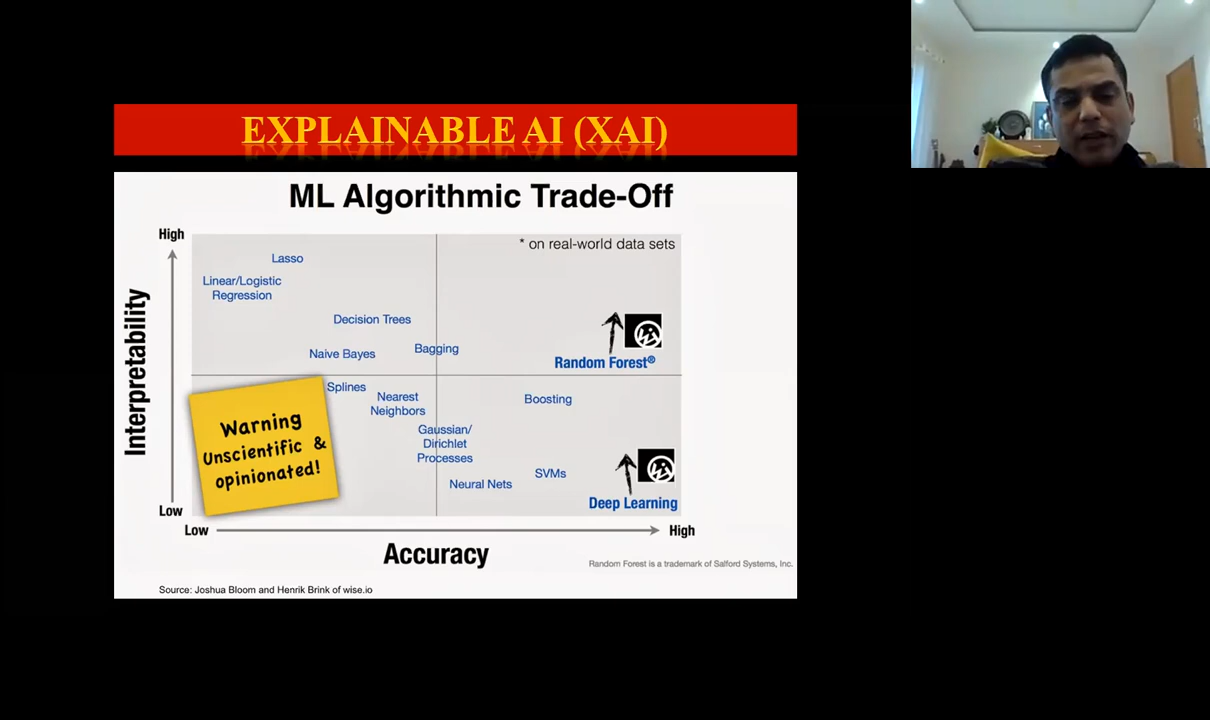 EXPLAINABLE AI (XAI)
ML Algorithmic Trade-Off
High
* on real-world data sets
Lasso
Linear/Logistic
Regression
Decision Trees
Naive Bayes
Bagging
Random Forest®
Interpretability
Splines
Nearest
Neighbors
Boosting
Warning
Unscientific &
opinionated!
Gaussian/
Dirichlet
Processes
SVMs
Neural Nets
Deep Learning
Low
Low
High
Accuracy
Random Forest is a trademark of Salford Systems, Inc.
Source: Joshua Bloom and Henrik Brink of wise.io